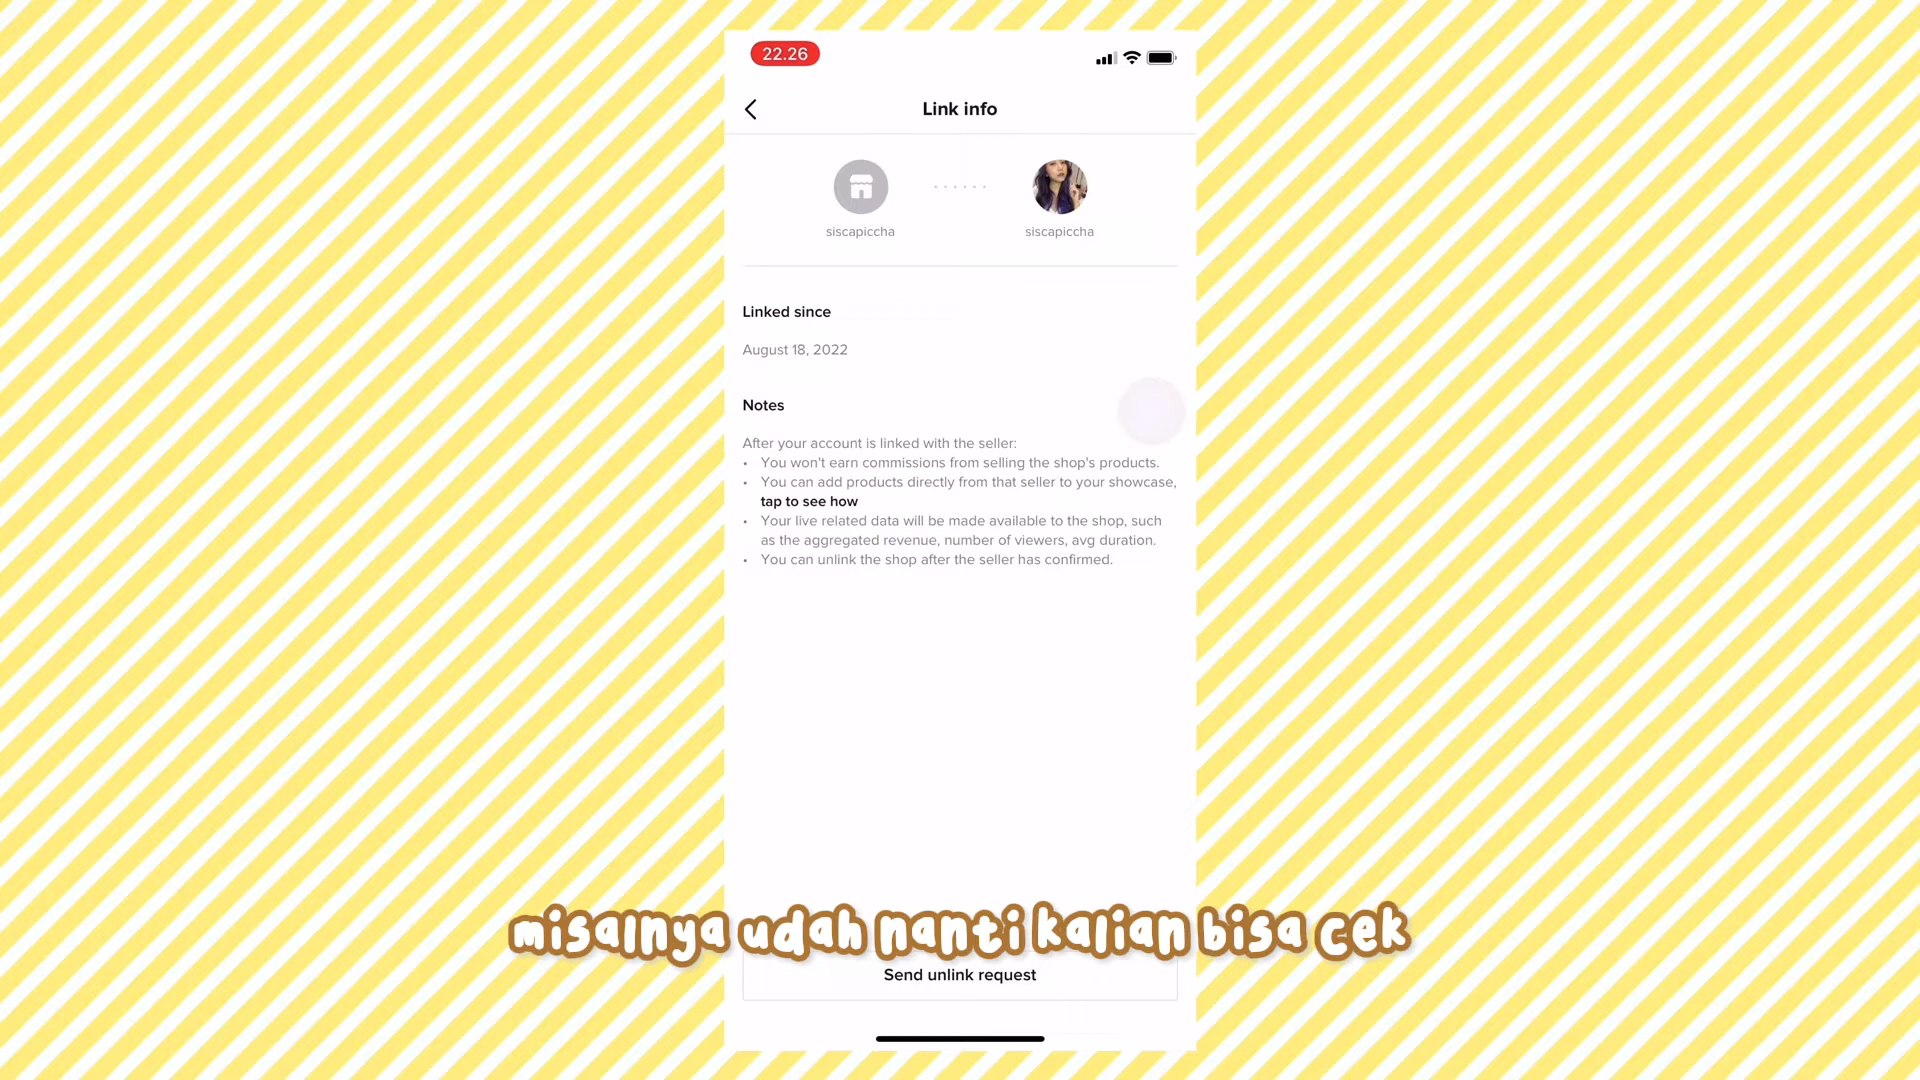 22.26
Link info
siscapiccha
siscapiccha
Linked since
August 18, 2022
Notes
After your account is linked with the seller:
• You won't earn commissions from selling the shop's products.
• You can add products directly from that seller to your showcase,
tap to see how
• Your live related data will be made available to the shop, such
as the aggregated revenue, number of viewers, avg duration.
• You can unlink the shop after the seller has confirmed.
misalnya udah nanti kalian bisa cek
Send unlink request